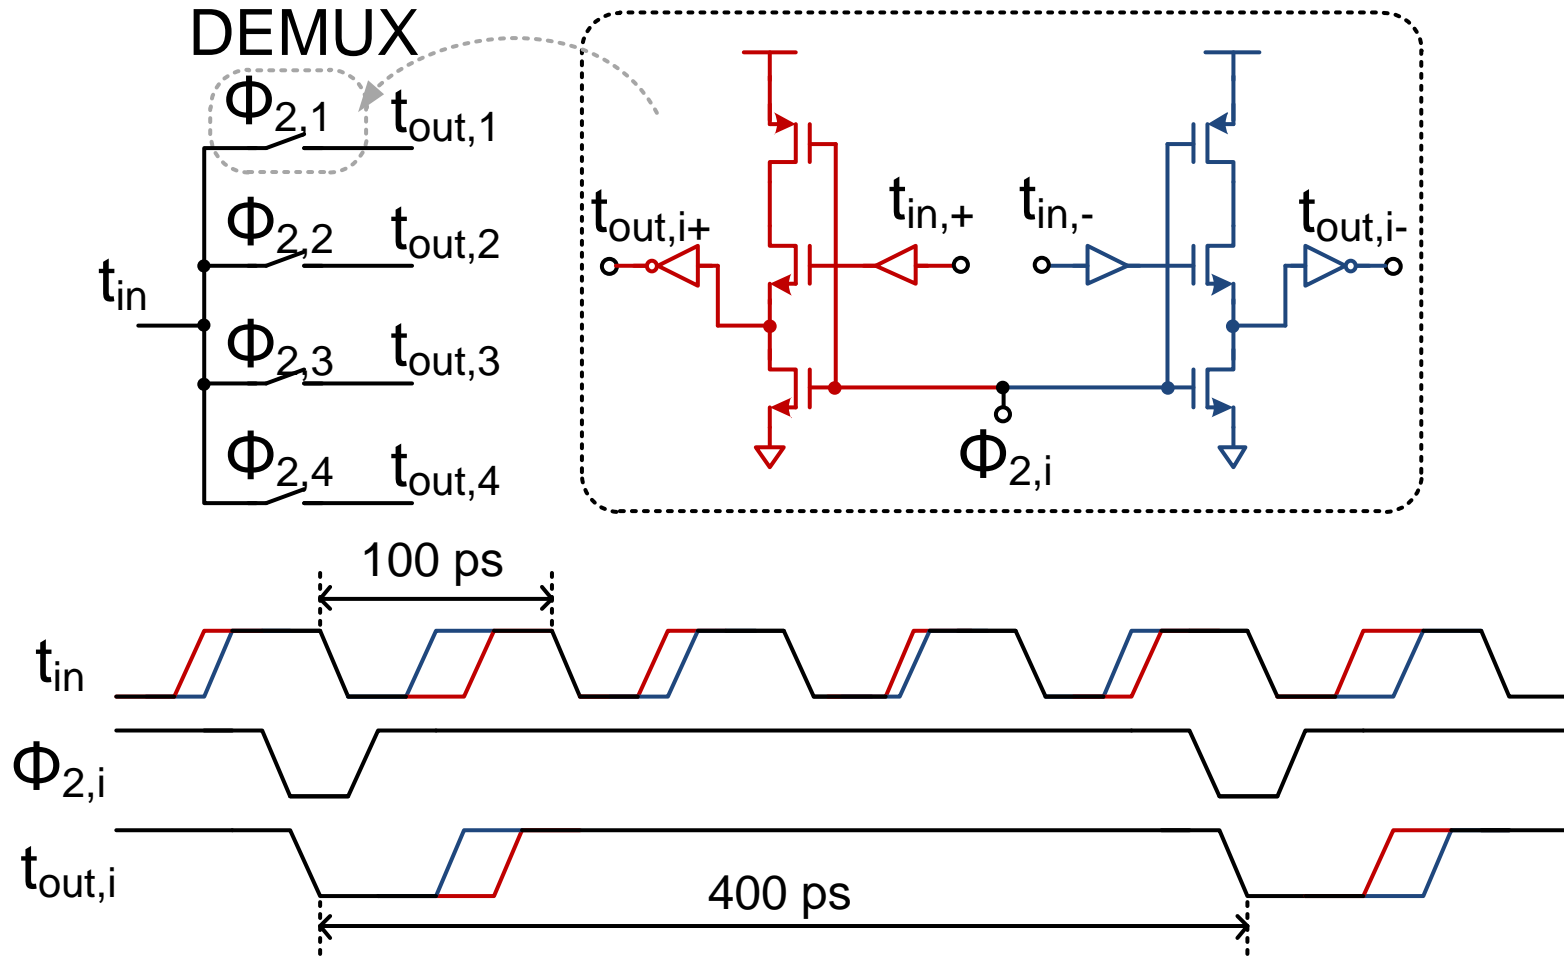 DEMUX
Φ2,1
tout,1
Φ2,2
tout,2
tin
Φ2,3
tout,3
Φ2,4
tout,4
tout,i+
tin,+
tin,-
tout,i-
Φ2,i
100 ps
tin
Φ2,i
tout,i
400 ps